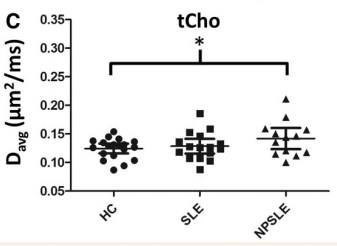 C
tCho
*
D_avg (μm²/ms)
0.35
0.30
0.25
0.20
0.15
0.10
0.05
HC
SLE
NPSLE